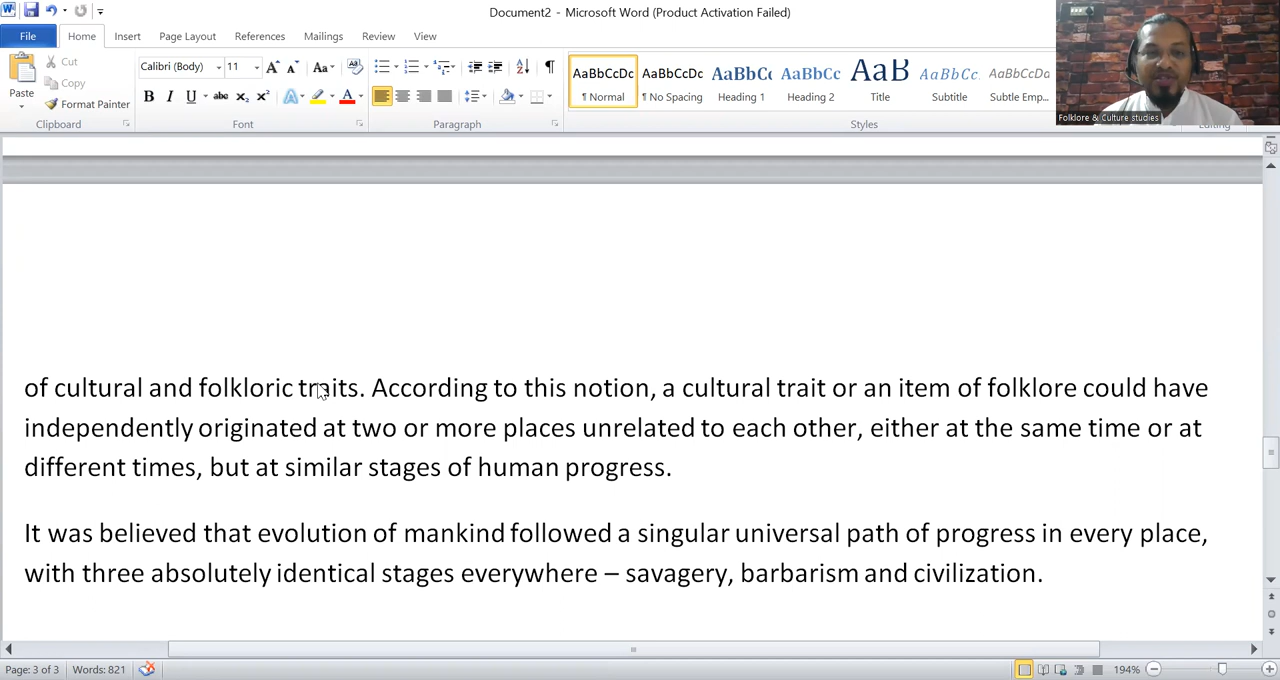 Document2 - Microsoft Word (Product Activation Failed)
File Home Insert Page Layout References Mailings Review View
Paste
Cut
Copy
Format Painter
Clipboard
Calibri (Body) 11
Font
Paragraph
AaBbCcDc AaBbCcDc AaBbCc AaBbCc AaB AaBbCc. AaBbCcDa
¶ Normal ¶ No Spacing Heading 1 Heading 2 Title Subtitle Subtle Emp...
Styles
Editing
Folklore & Culture studies
of cultural and folkloric traits. According to this notion, a cultural trait or an item of folklore could have
independently originated at two or more places unrelated to each other, either at the same time or at
different times, but at similar stages of human progress.
It was believed that evolution of mankind followed a singular universal path of progress in every place,
with three absolutely identical stages everywhere – savagery, barbarism and civilization.
Page: 3 of 3 Words: 821 194%